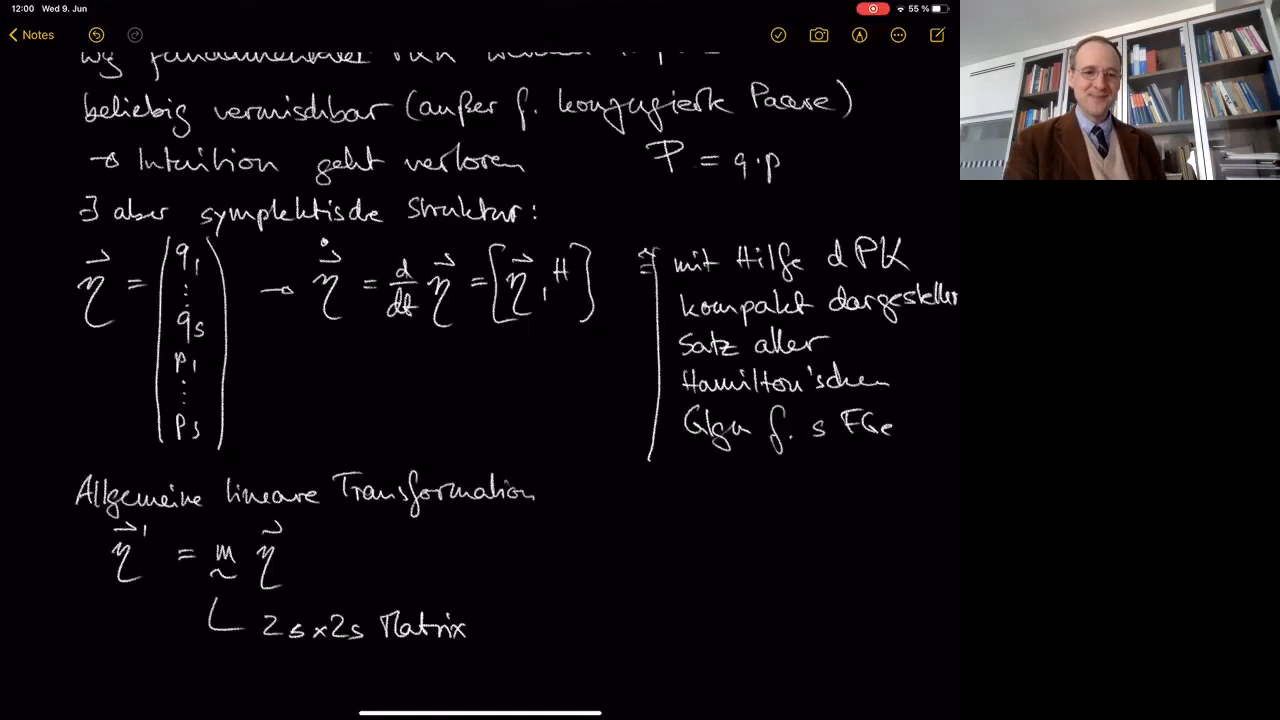 12:00 Wed 9. Jun
55 %
Notes
beliebig vermischbar (außer f. konjugierte Paare)
→ Intuition geht verloren P = q·p
∃ aber symplektische Struktur:
η⃗ = (q₁ ⋮ qₛ p₁ ⋮ pₛ) → η⃗̇ = d/dt η⃗ = [η⃗, H]
≙ mit Hilfe d PK
kompakt dargestellter
Satz aller
Hamilton'schen
Glgn f. s FGe
Allgemeine lineare Transformation
η⃗' = m η⃗
2s×2s Matrix